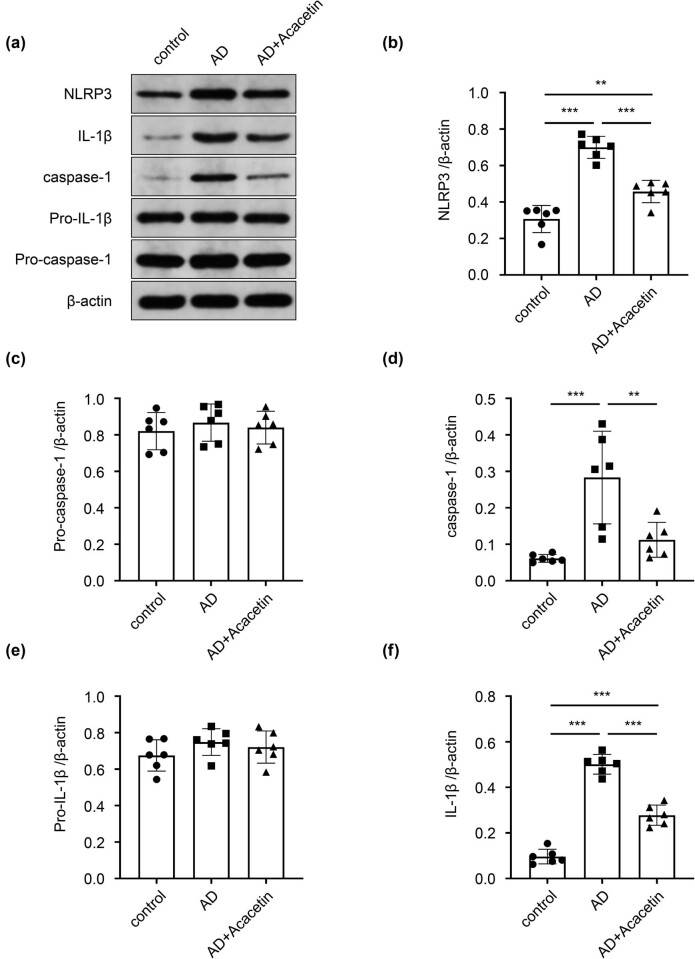 (a)
control
AD
AD+Acacetin
NLRP3
IL-1β
caspase-1
Pro-IL-1β
Pro-caspase-1
β-actin
(b)
NLRP3 /β-actin
1.0
0.8
0.6
0.4
0.2
0.0
**
***
***
control
AD
AD+Acacetin
(c)
Pro-caspase-1 /β-actin
1.0
0.8
0.6
0.4
0.2
0.0
control
AD
AD+Acacetin
(d)
caspase-1 /β-actin
0.5
0.4
0.3
0.2
0.1
0.0
***
**
control
AD
AD+Acacetin
(e)
Pro-IL-1β /β-actin
1.0
0.8
0.6
0.4
0.2
0.0
control
AD
AD+Acacetin
(f)
IL-1β /β-actin
0.8
0.6
0.4
0.2
0.0
***
***
***
control
AD
AD+Acacetin